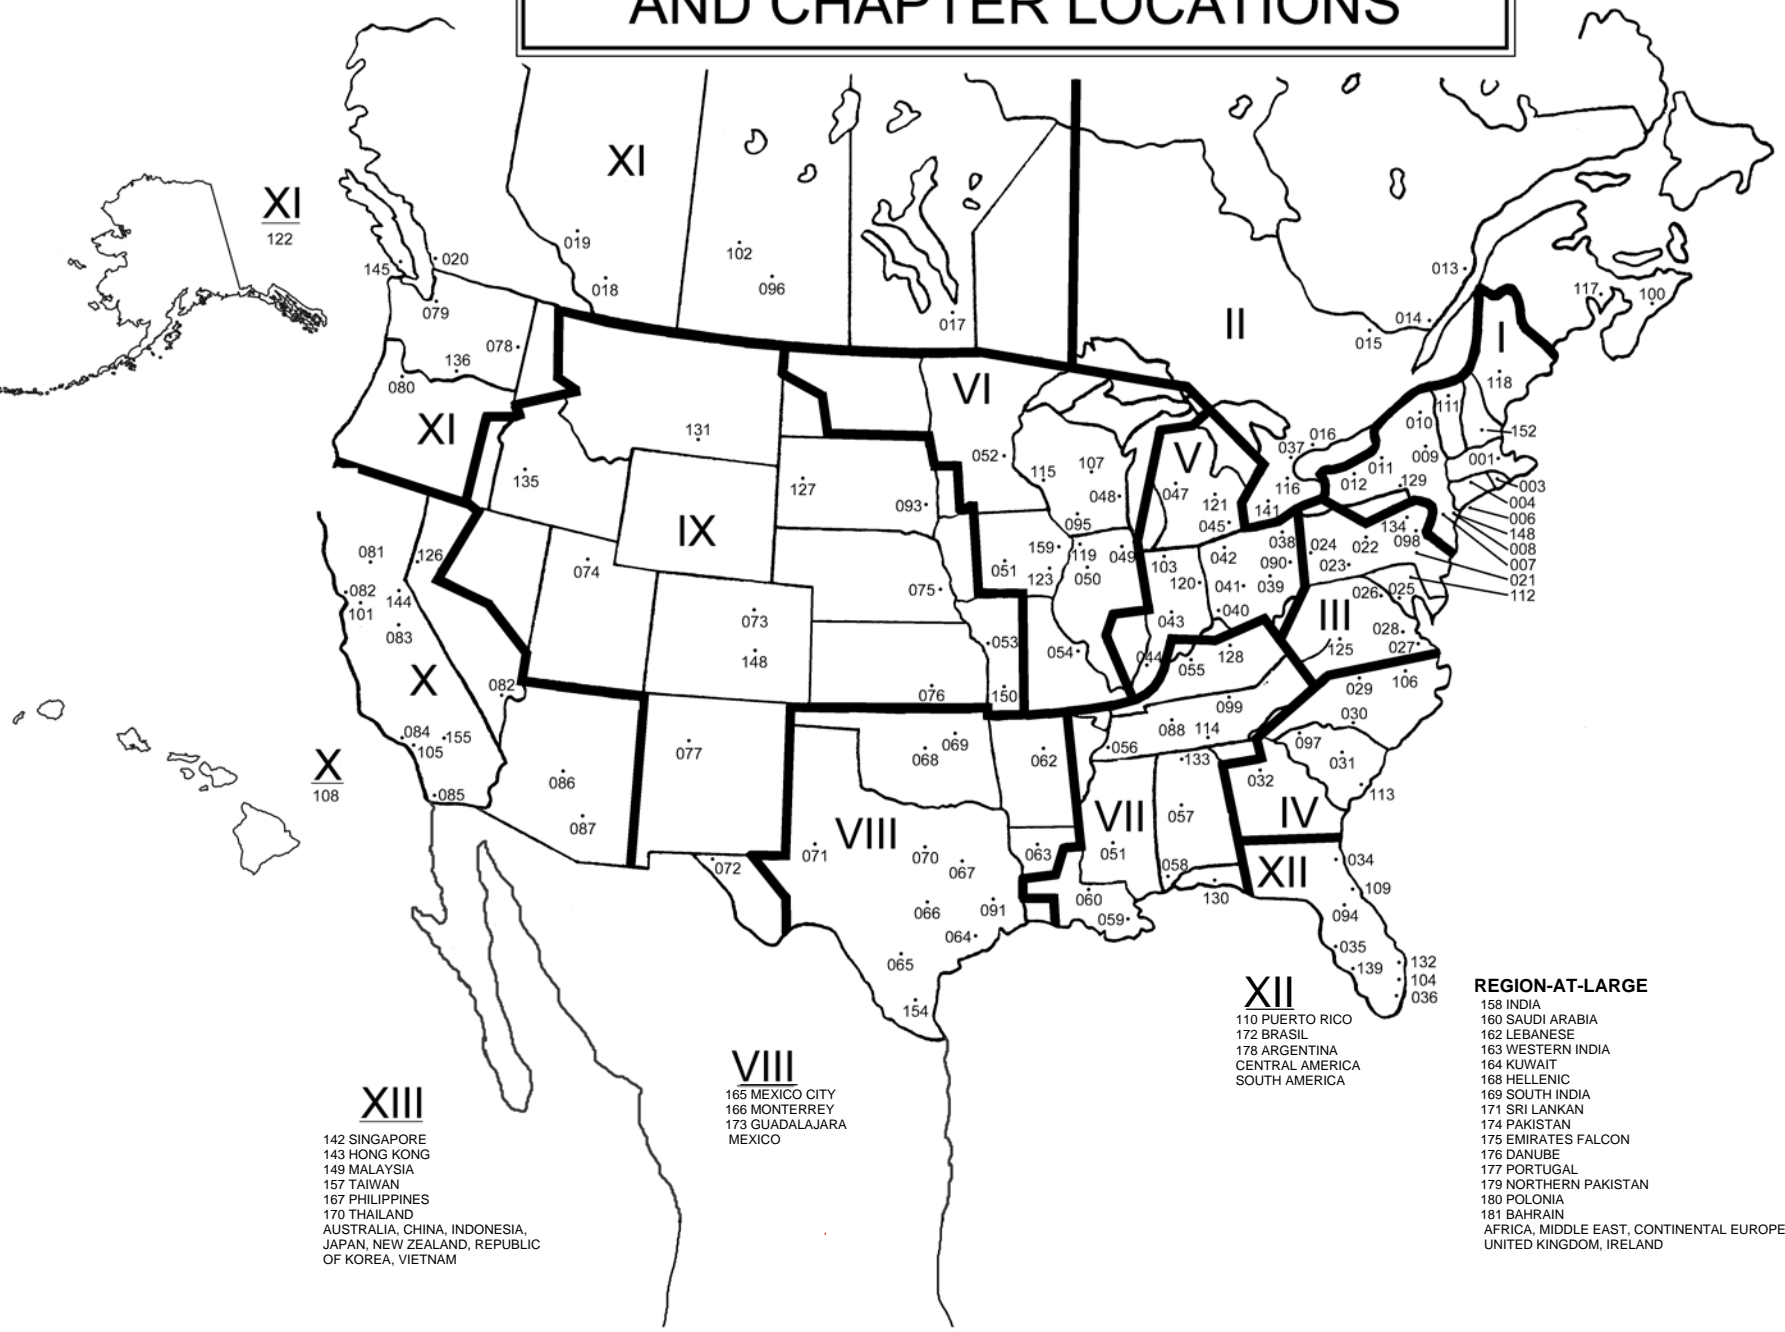 AND CHAPTER LOCATIONS
XI
XI
122
019
102
145
020
013
018
096
117
100
079
017
II
014
015
I
078
136
080
VI
118
111
010
XI
131
016
152
037
V
052
009
001
115
107
011
135
127
047
012
129
003
116
048
121
004
093
141
095
045
006
134
IX
148
081
159
119
049
038
024
022
098
008
126
042
007
074
051
103
090
023
050
123
120
041
039
021
082
075
026
025
112
144
101
040
III
073
043
083
053
028
054
044
125
027
148
055
128
X
082
029
106
076
150
099
030
084
155
088
114
097
069
105
077
056
X
068
062
133
031
032
086
108
085
113
VII
IV
087
057
VIII
071
070
063
051
034
072
067
058
XII
109
066
091
060
130
094
059
064
035
065
139
132
104
036
154
XII
110 PUERTO RICO
172 BRASIL
178 ARGENTINA
CENTRAL AMERICA
SOUTH AMERICA
REGION-AT-LARGE
158 INDIA
160 SAUDI ARABIA
162 LEBANESE
163 WESTERN INDIA
164 KUWAIT
168 HELLENIC
169 SOUTH INDIA
171 SRI LANKAN
174 PAKISTAN
175 EMIRATES FALCON
176 DANUBE
177 PORTUGAL
179 NORTHERN PAKISTAN
180 POLONIA
181 BAHRAIN
AFRICA, MIDDLE EAST, CONTINENTAL EUROPE
UNITED KINGDOM, IRELAND
VIII
165 MEXICO CITY
166 MONTERREY
173 GUADALAJARA
MEXICO
XIII
142 SINGAPORE
143 HONG KONG
149 MALAYSIA
157 TAIWAN
167 PHILIPPINES
170 THAILAND
AUSTRALIA, CHINA, INDONESIA,
JAPAN, NEW ZEALAND, REPUBLIC
OF KOREA, VIETNAM